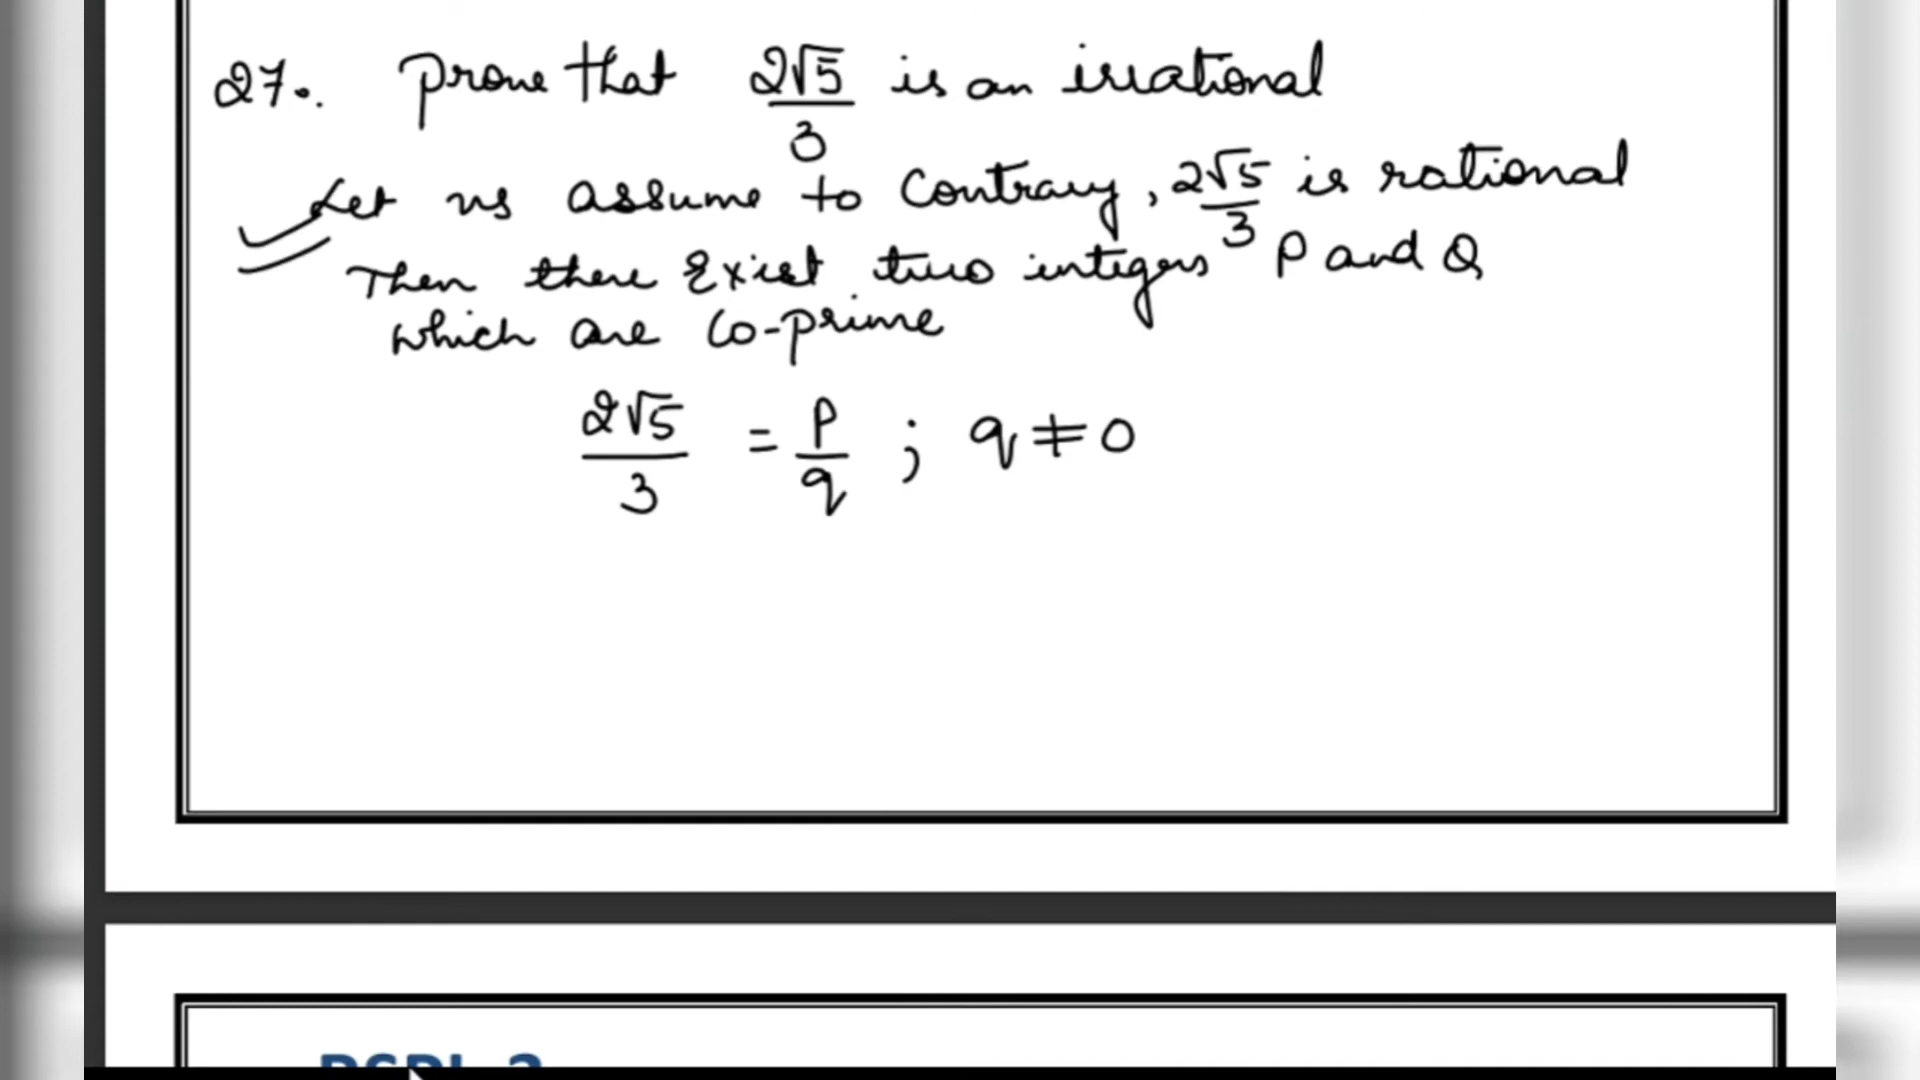 27. Prove that 2√5/3 is an irrational
Let us assume to contrary, 2√5/3 is rational
Then there Exist two integers P and Q
which are Co-prime
2√5/3 = P/q ; q ≠ 0